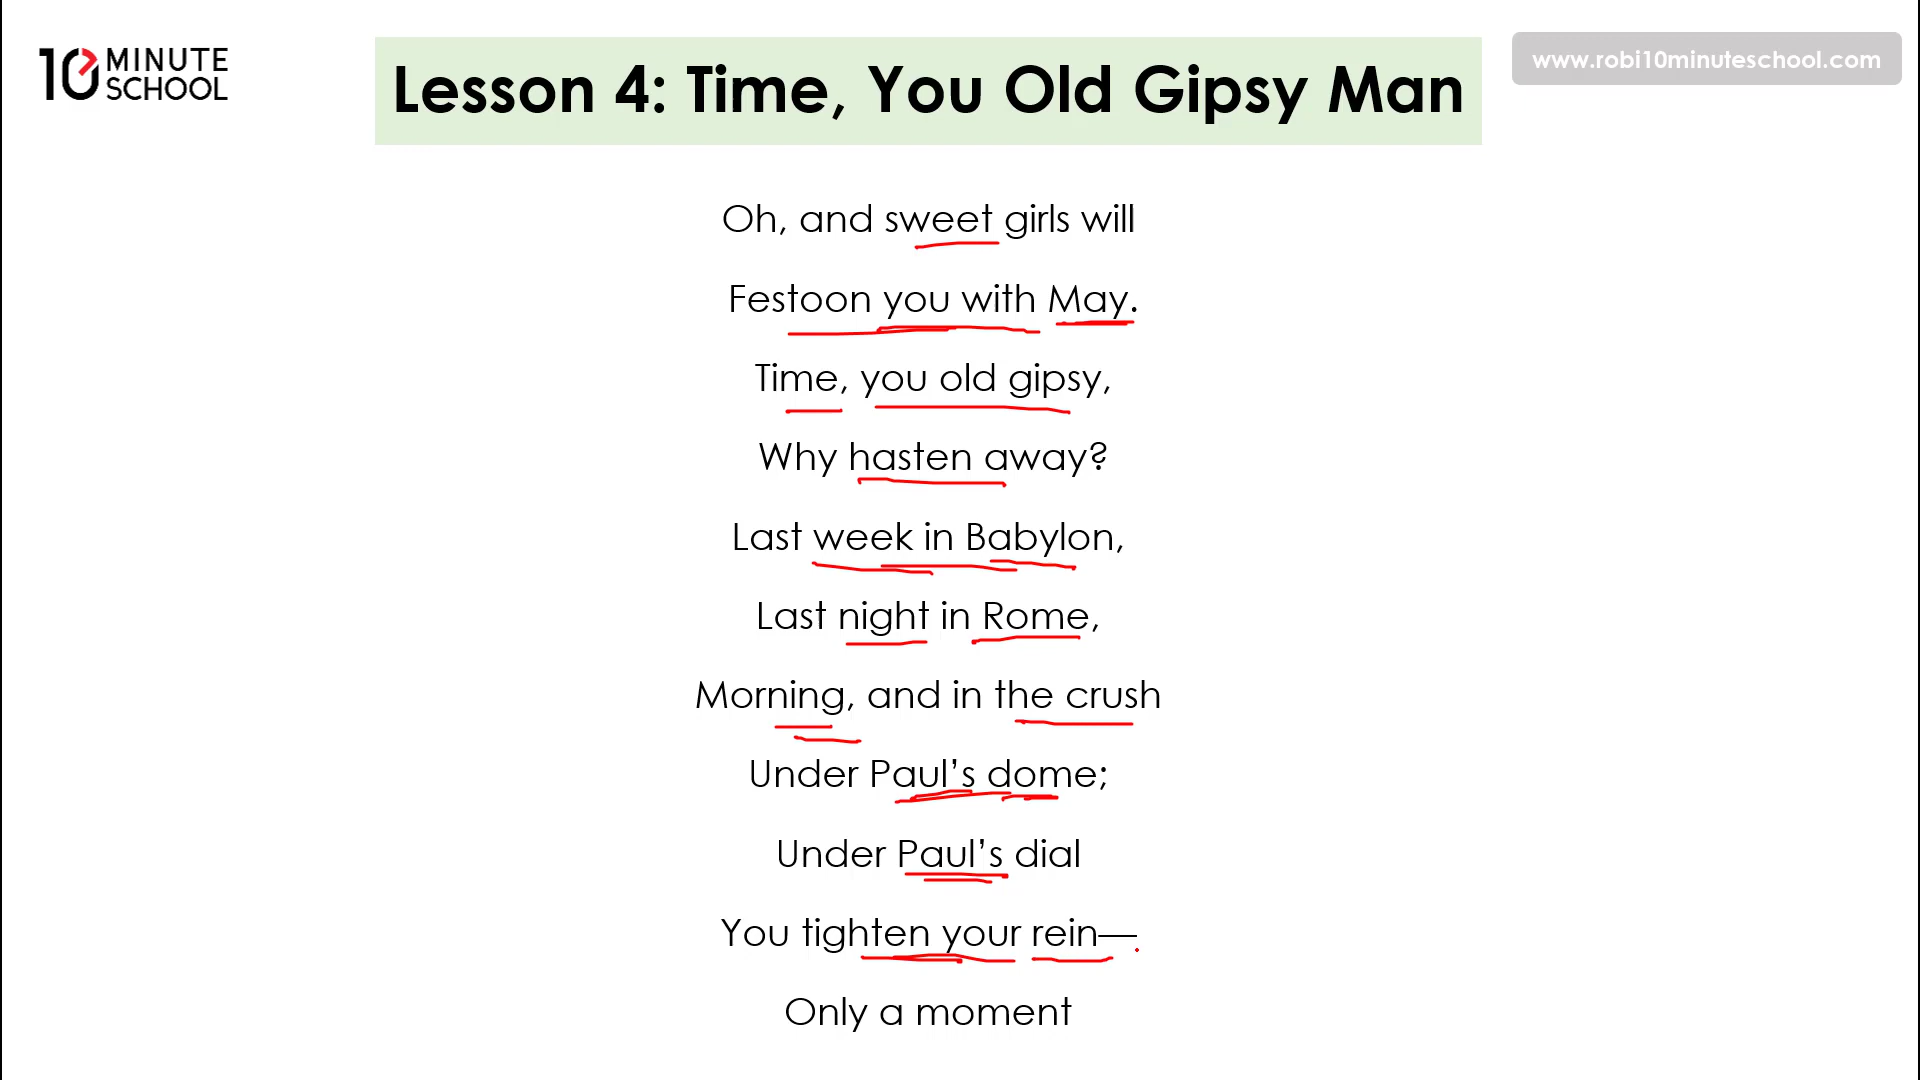 10 MINUTE SCHOOL
Lesson 4: Time, You Old Gipsy Man
www.robi10minuteschool.com
Oh, and sweet girls will
Festoon you with May.
Time, you old gipsy,
Why hasten away?
Last week in Babylon,
Last night in Rome,
Morning, and in the crush
Under Paul’s dome;
Under Paul’s dial
You tighten your rein—
Only a moment